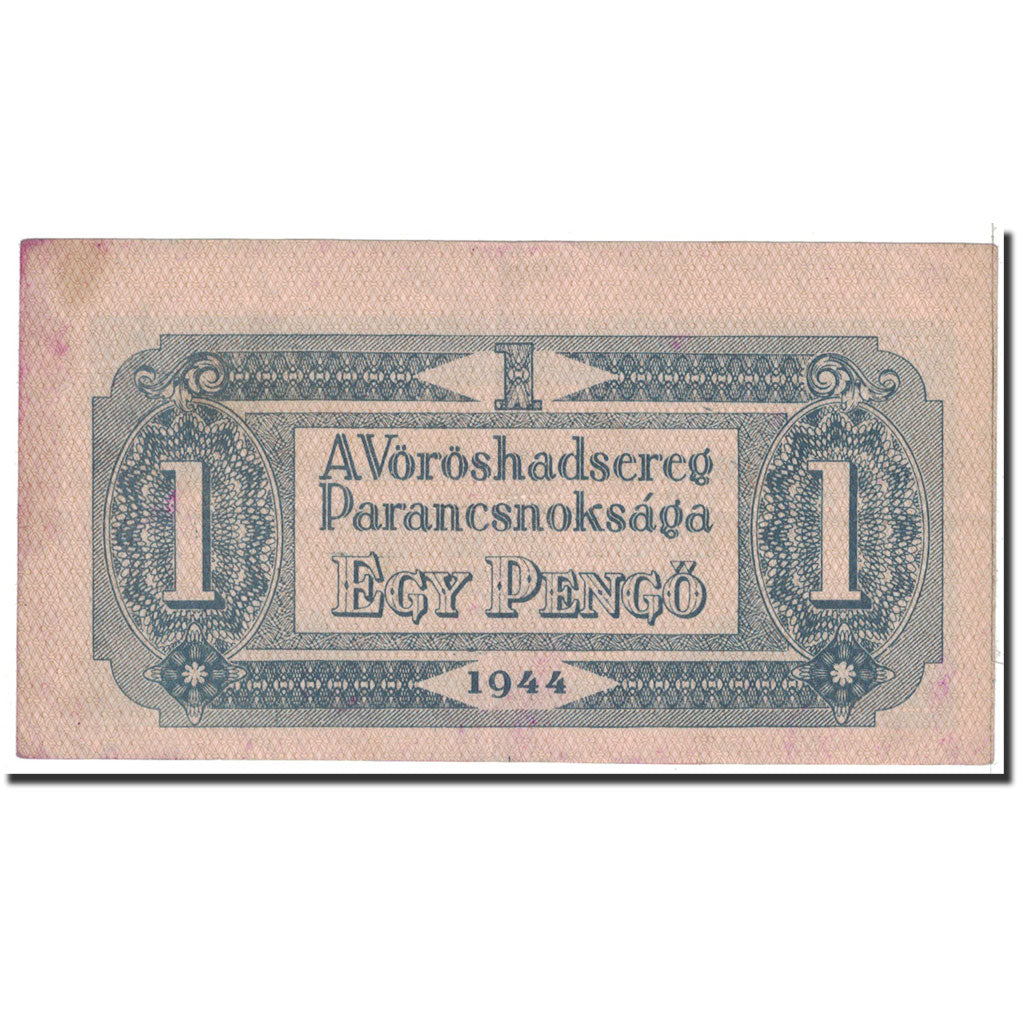 1
A Vöröshadsereg
1 Parancsnoksága 1
EGY PENGŐ
1944